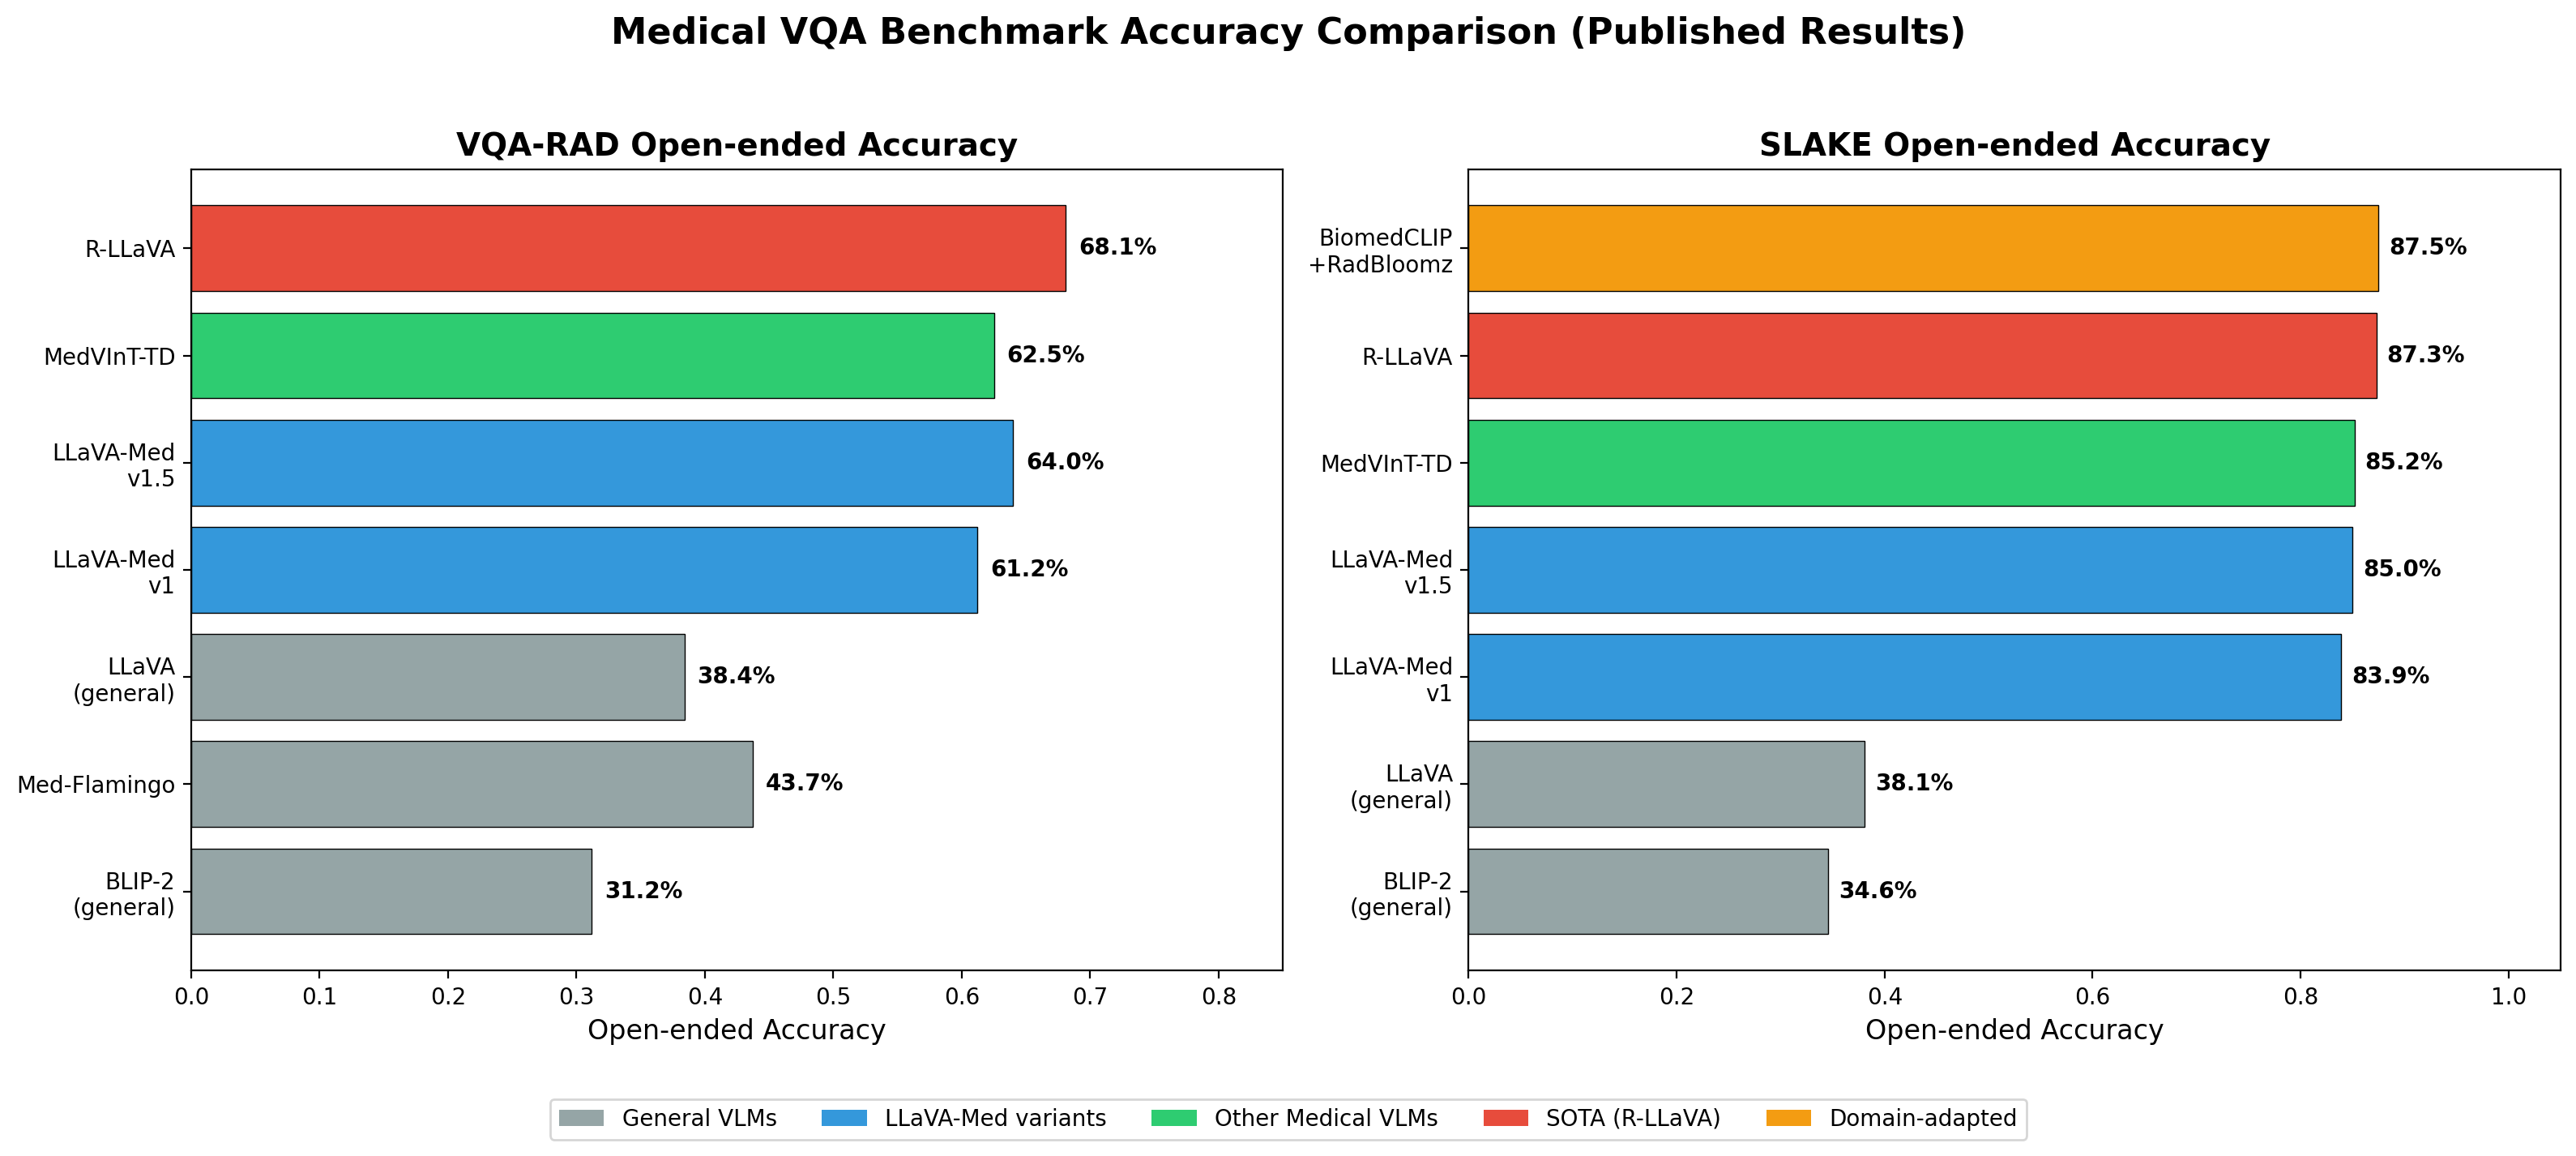 Medical VQA Benchmark Accuracy Comparison (Published Results)
VQA-RAD Open-ended Accuracy
R-LLaVA
68.1%
MedVInT-TD
62.5%
LLaVA-Med
v1.5
64.0%
LLaVA-Med
v1
61.2%
LLaVA
(general)
38.4%
Med-Flamingo
43.7%
BLIP-2
(general)
31.2%
0.0 0.1 0.2 0.3 0.4 0.5 0.6 0.7 0.8
Open-ended Accuracy
SLAKE Open-ended Accuracy
BiomedCLIP
+RadBloomz
87.5%
R-LLaVA
87.3%
MedVInT-TD
85.2%
LLaVA-Med
v1.5
85.0%
LLaVA-Med
v1
83.9%
LLaVA
(general)
38.1%
BLIP-2
(general)
34.6%
0.0 0.2 0.4 0.6 0.8 1.0
Open-ended Accuracy
General VLMs LLaVA-Med variants Other Medical VLMs SOTA (R-LLaVA) Domain-adapted